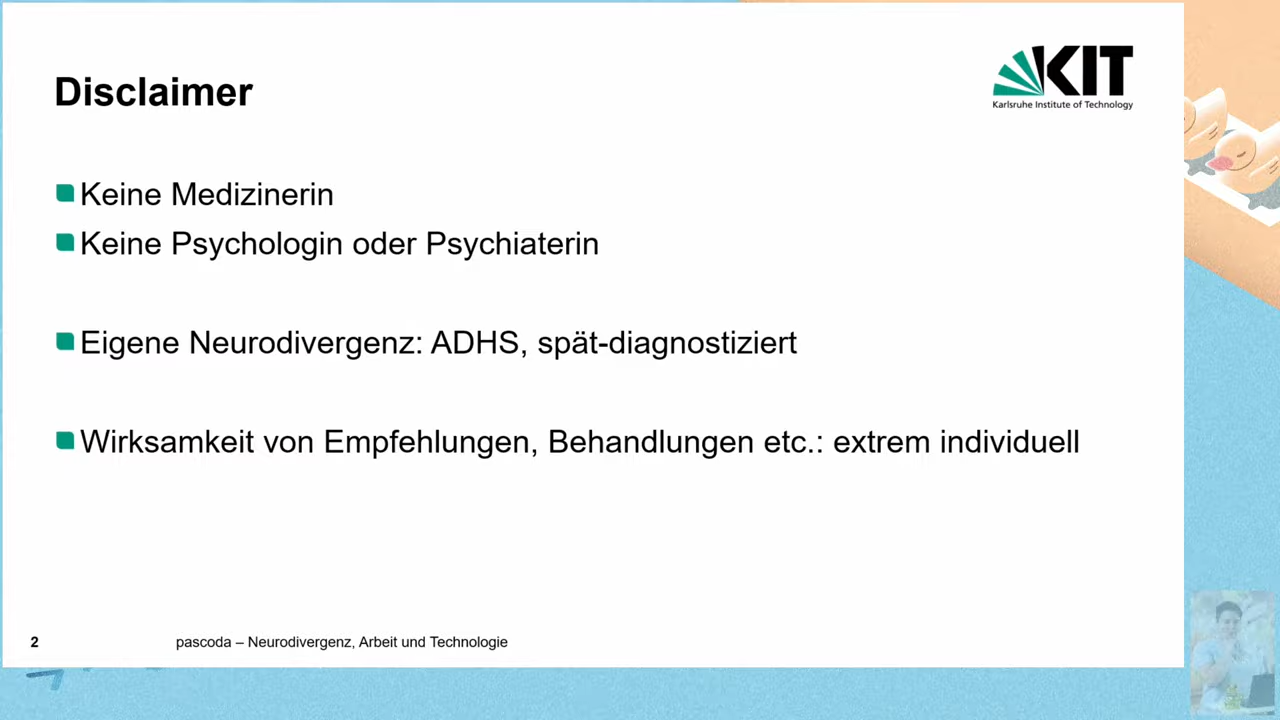 Disclaimer
KIT
Karlsruhe Institute of Technology
Keine Medizinerin
Keine Psychologin oder Psychiaterin
Eigene Neurodivergenz: ADHS, spät-diagnostiziert
Wirksamkeit von Empfehlungen, Behandlungen etc.: extrem individuell
2
pascoda – Neurodivergenz, Arbeit und Technologie